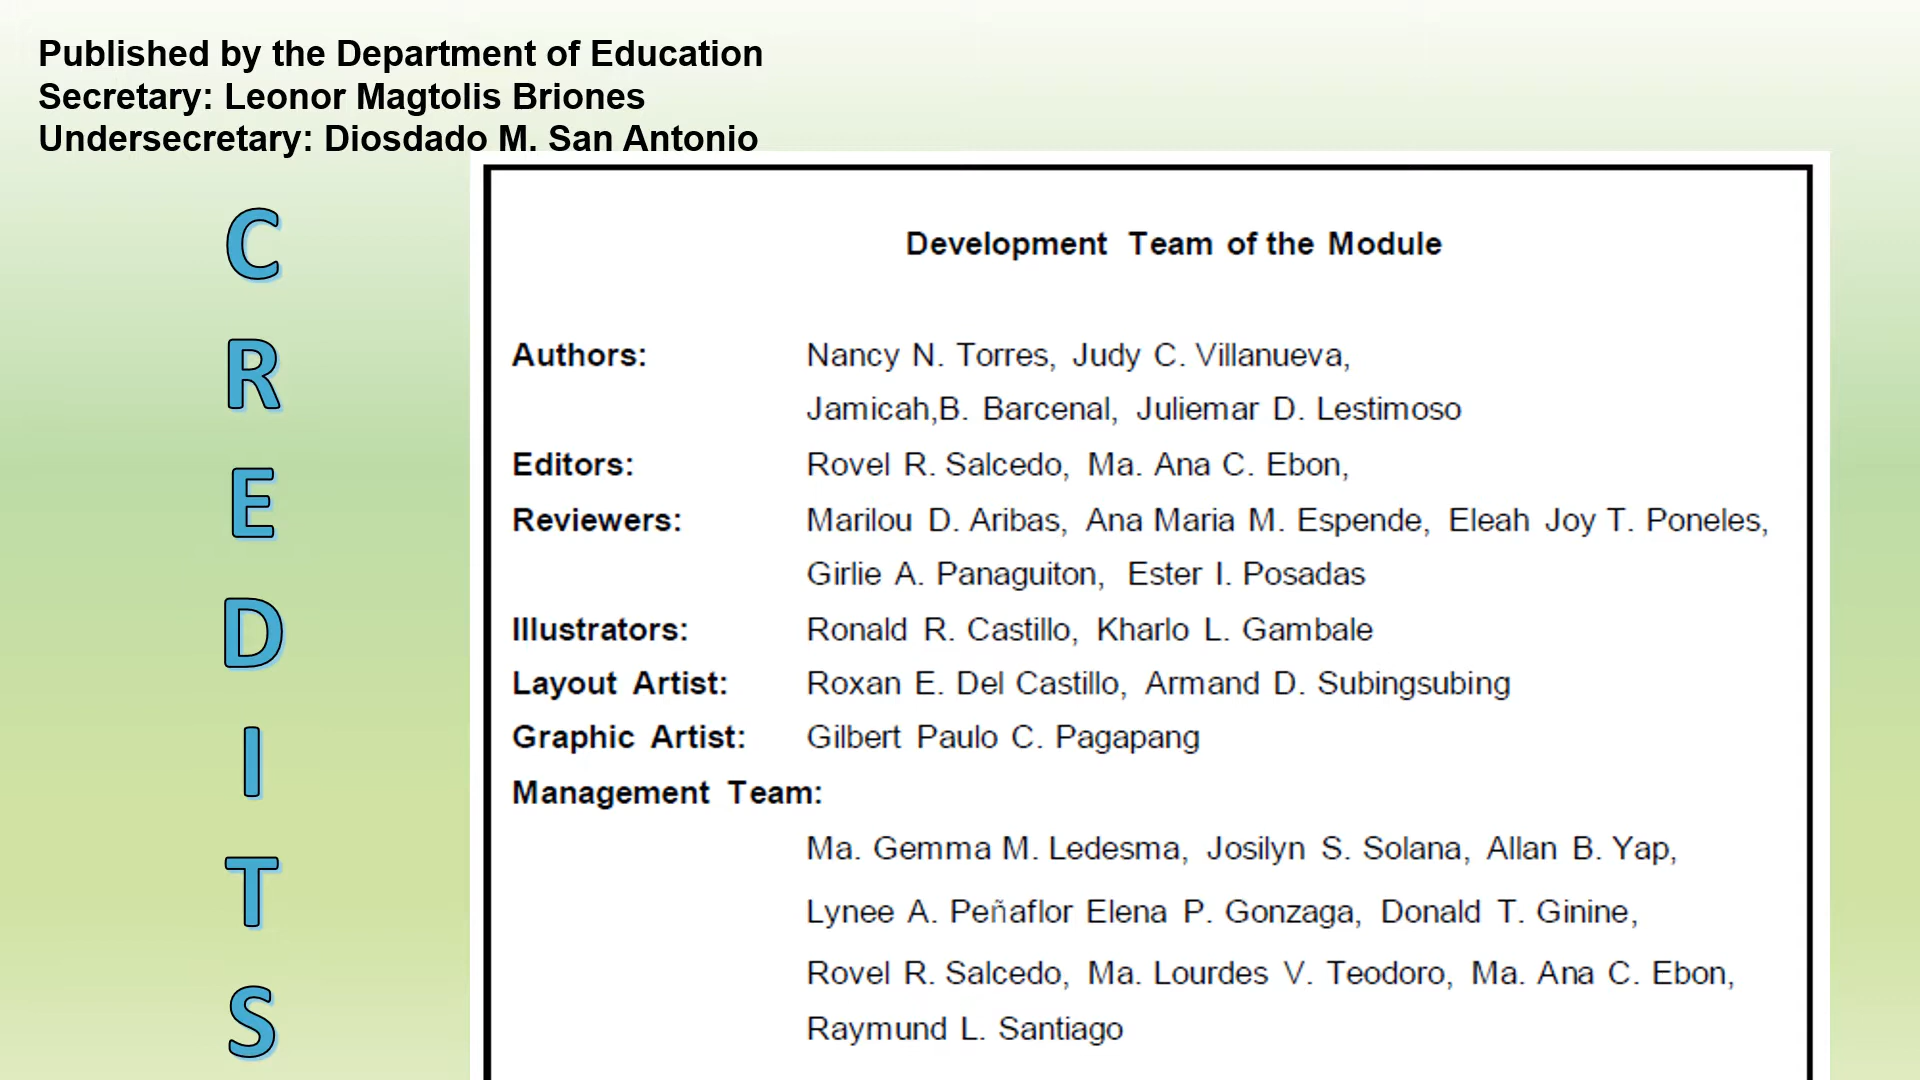 Published by the Department of Education
Secretary: Leonor Magtolis Briones
Undersecretary: Diosdado M. San Antonio
C
R
E
D
I
T
S
Development Team of the Module
Authors: Nancy N. Torres, Judy C. Villanueva,
Jamicah,B. Barcenal, Juliemar D. Lestimoso
Editors: Rovel R. Salcedo, Ma. Ana C. Ebon,
Reviewers: Marilou D. Aribas, Ana Maria M. Espende, Eleah Joy T. Poneles,
Girlie A. Panaguiton, Ester I. Posadas
Illustrators: Ronald R. Castillo, Kharlo L. Gambale
Layout Artist: Roxan E. Del Castillo, Armand D. Subingsubing
Graphic Artist: Gilbert Paulo C. Pagapang
Management Team:
Ma. Gemma M. Ledesma, Josilyn S. Solana, Allan B. Yap,
Lynee A. Peñaflor Elena P. Gonzaga, Donald T. Ginine,
Rovel R. Salcedo, Ma. Lourdes V. Teodoro, Ma. Ana C. Ebon,
Raymund L. Santiago